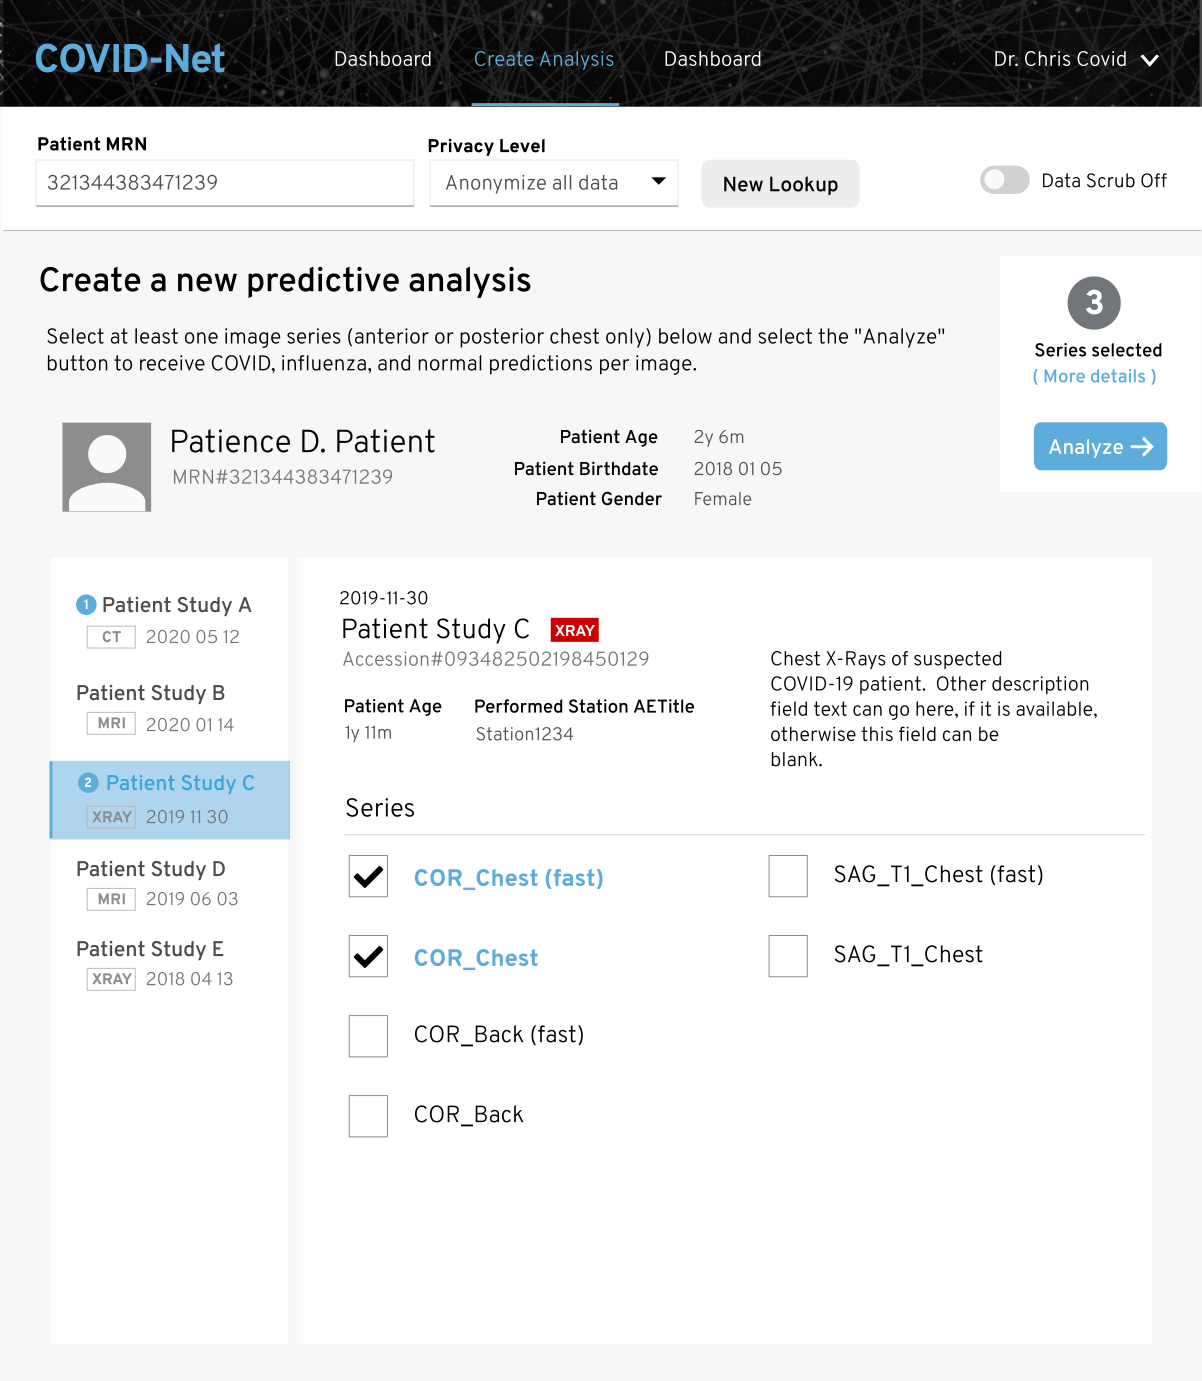 COVID-Net
Dashboard
Create Analysis
Dashboard
Dr. Chris Covid
Patient MRN
321344383471239
Privacy Level
Anonymize all data
New Lookup
Data Scrub Off
Create a new predictive analysis
Select at least one image series (anterior or posterior chest only) below and select the "Analyze"
button to receive COVID, influenza, and normal predictions per image.
3
Series selected
( More details )
Analyze
Patience D. Patient
MRN#321344383471239
Patient Age 2y 6m
Patient Birthdate 2018 01 05
Patient Gender Female
1 Patient Study A
CT 2020 05 12
Patient Study B
MRI 2020 01 14
2 Patient Study C
XRAY 2019 11 30
Patient Study D
MRI 2019 06 03
Patient Study E
XRAY 2018 04 13
2019-11-30
Patient Study C XRAY
Accession#093482502198450129
Patient Age
1y 11m
Performed Station AETitle
Station1234
Chest X-Rays of suspected
COVID-19 patient. Other description
field text can go here, if it is available,
otherwise this field can be
blank.
Series
COR_Chest (fast)
COR_Chest
COR_Back (fast)
COR_Back
SAG_T1_Chest (fast)
SAG_T1_Chest